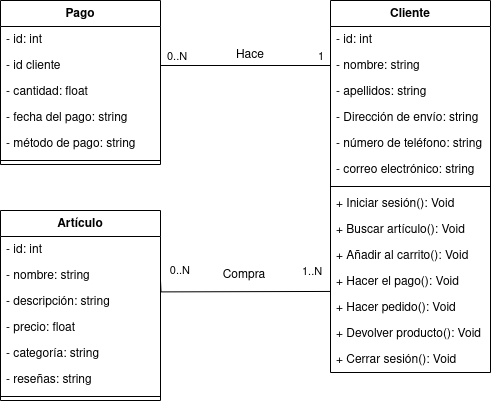 Pago
- id: int
- id cliente
- cantidad: float
- fecha del pago: string
- método de pago: string
0..N
Hace
1
Cliente
- id: int
- nombre: string
- apellidos: string
- Dirección de envío: string
- número de teléfono: string
- correo electrónico: string
+ Iniciar sesión(): Void
+ Buscar artículo(): Void
+ Añadir al carrito(): Void
+ Hacer el pago(): Void
+ Hacer pedido(): Void
+ Devolver producto(): Void
+ Cerrar sesión(): Void
Artículo
- id: int
- nombre: string
- descripción: string
- precio: float
- categoría: string
- reseñas: string
0..N
Compra
1..N